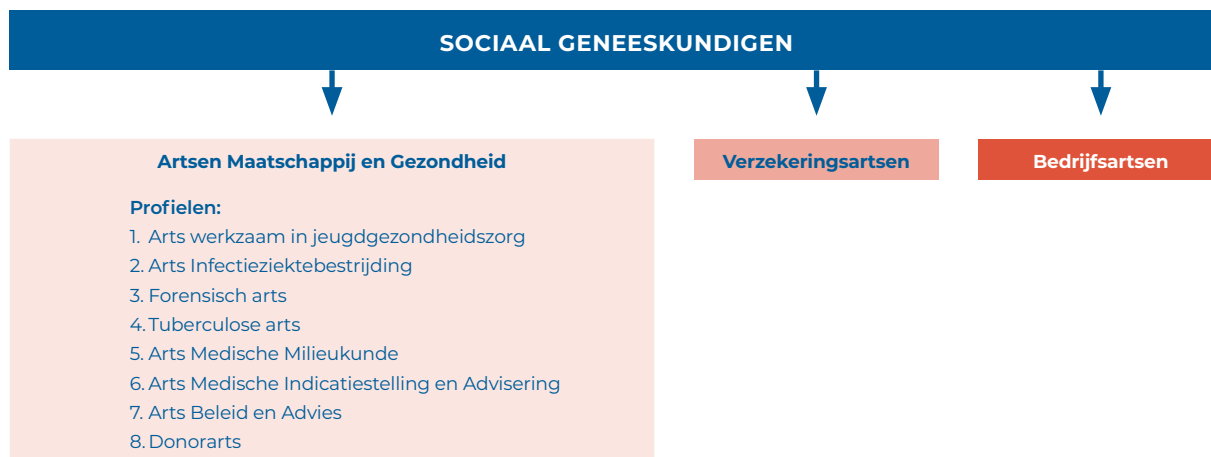 SOCIAAL GENEESKUNDIGEN
Artsen Maatschappij en Gezondheid
Profielen:
1. Arts werkzaam in jeugdgezondheidszorg
2. Arts Infectieziektebestrijding
3. Forensisch arts
4. Tuberculose arts
5. Arts Medische Milieukunde
6. Arts Medische Indicatiestelling en Advisering
7. Arts Beleid en Advies
8. Donorarts
Verzekeringsartsen
Bedrijfsartsen